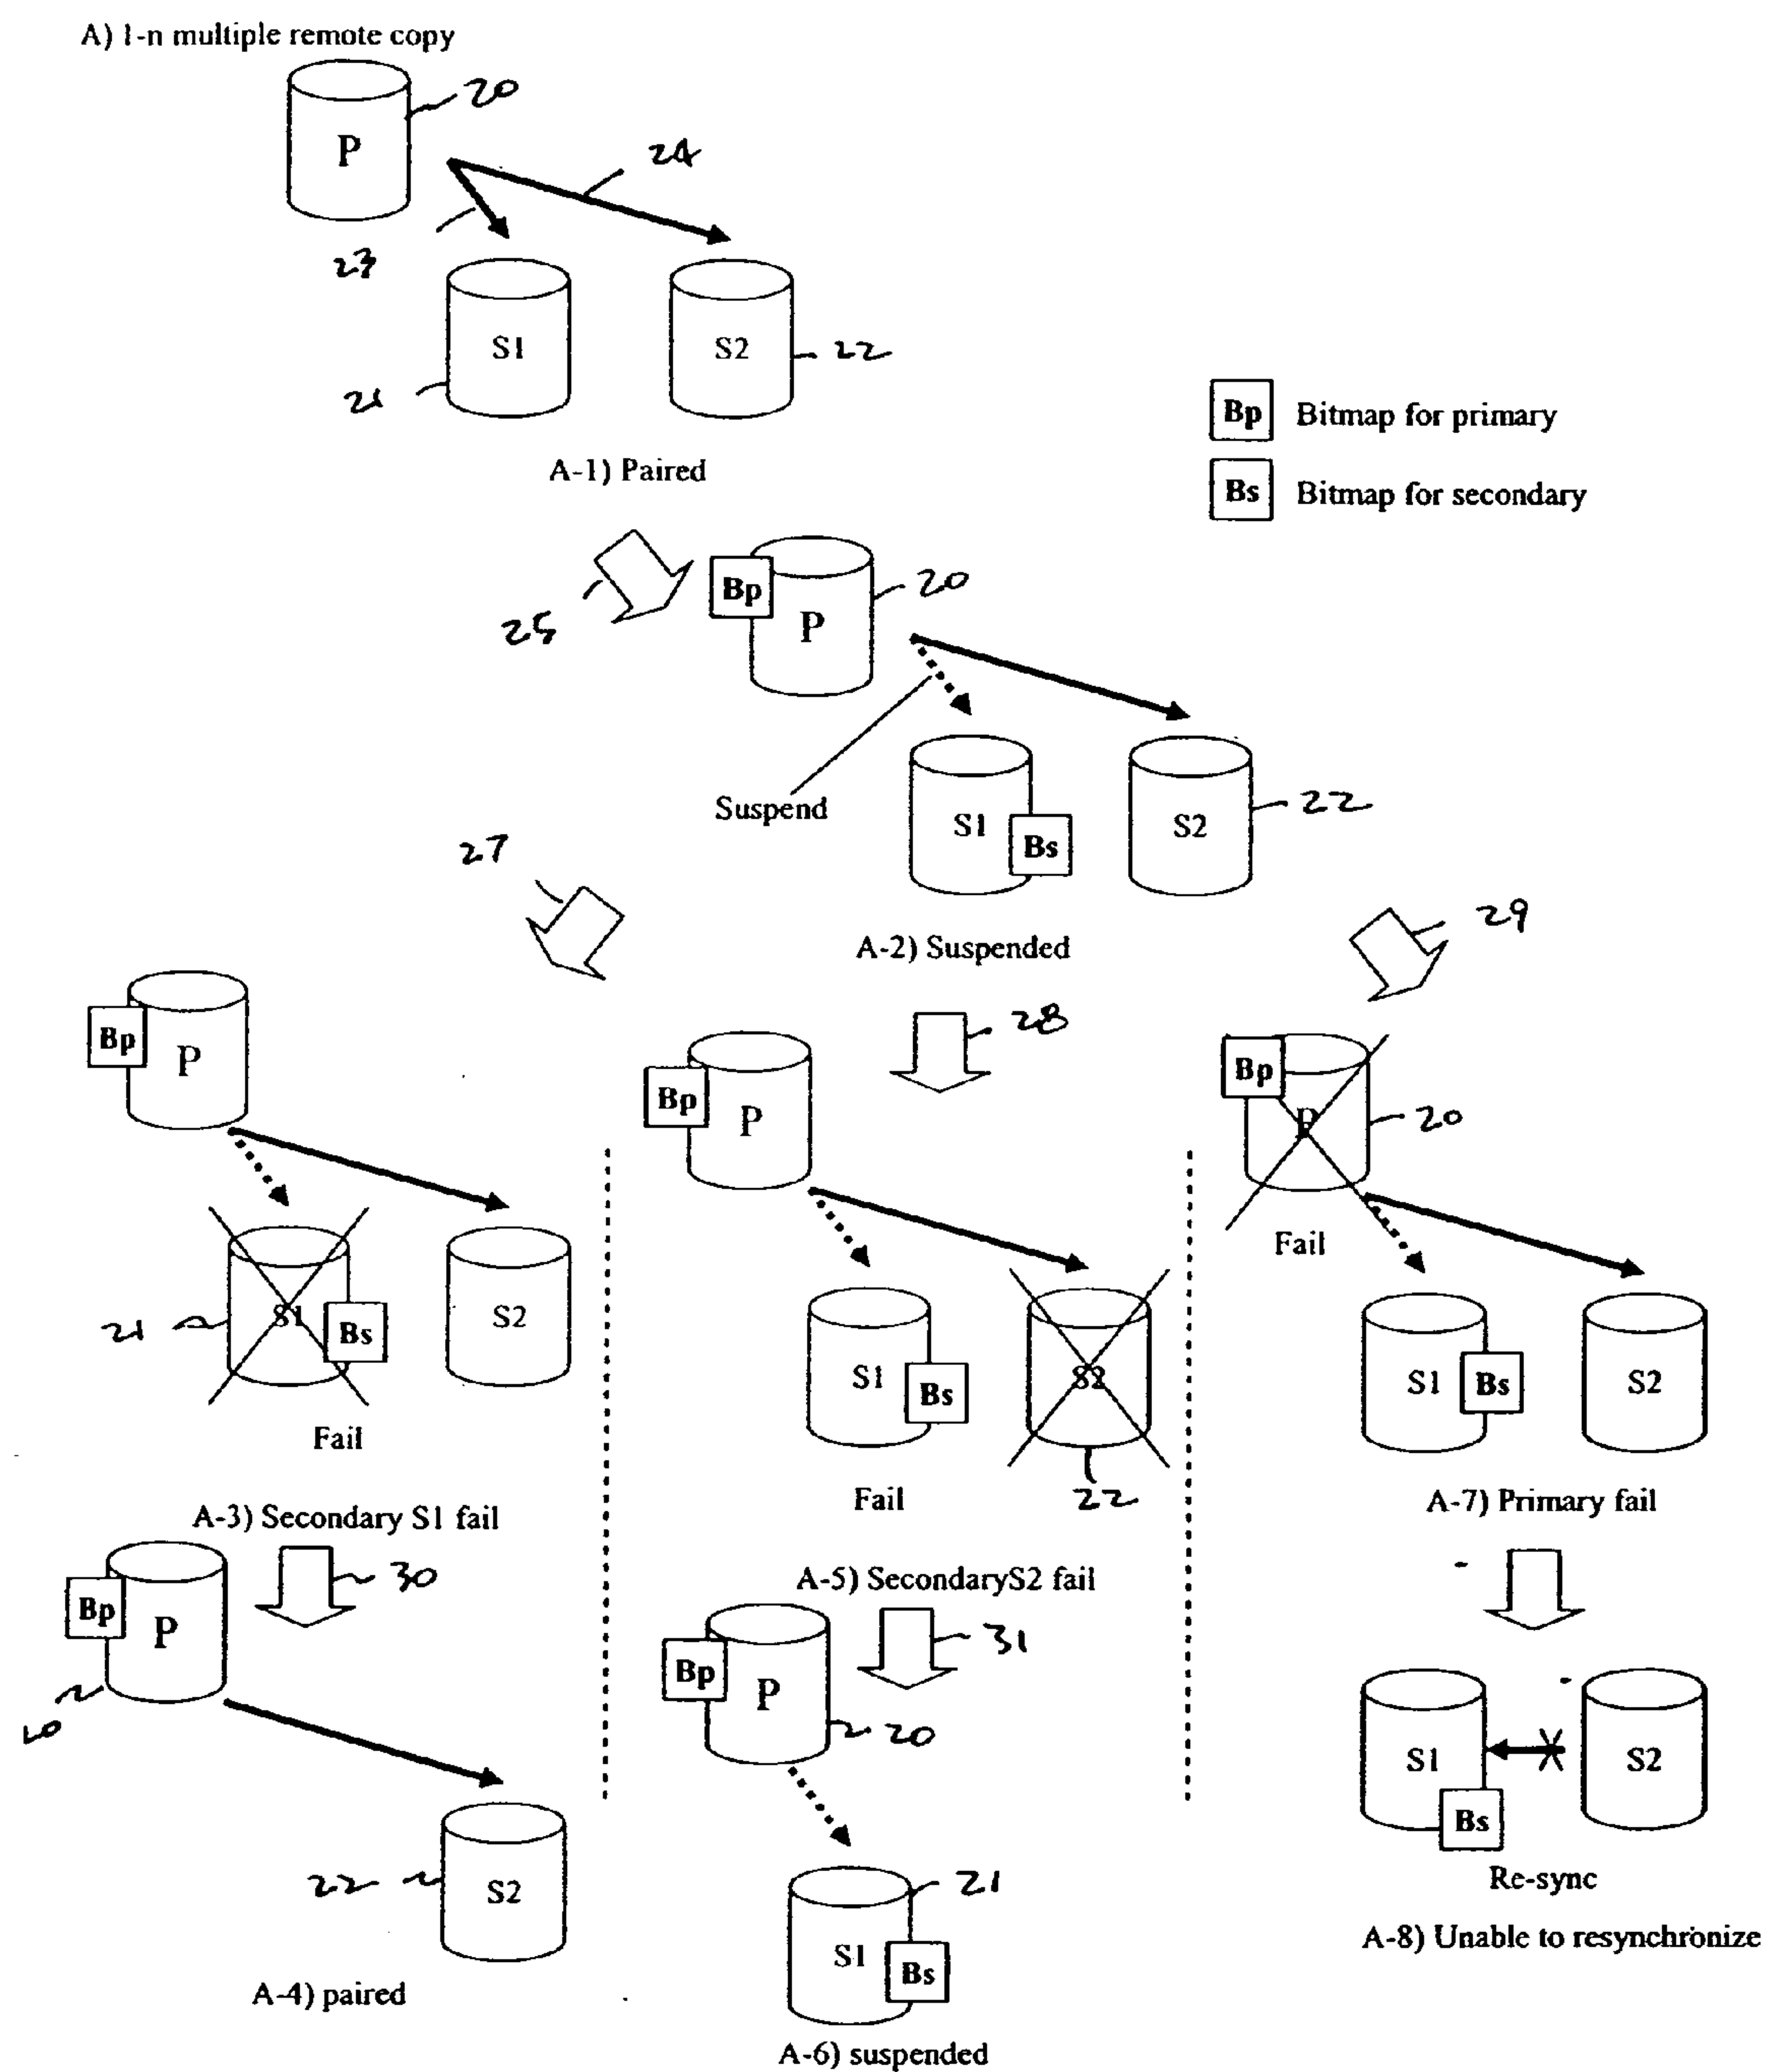 A) 1-n multiple remote copy
20
P
24
23
S1
S2
22
21
A-1) Paired
Bp Bitmap for primary
Bs Bitmap for secondary
25
Bp
P
20
Suspend
S1
Bs
S2
22
A-2) Suspended
27
28
29
Bp
P
21
S1
Bs
S2
Fail
A-3) Secondary S1 fail
Bp
P
S1
Bs
S2
Fail
22
A-5) SecondaryS2 fail
Bp
P
20
Fail
S1
Bs
S2
A-7) Primary fail
30
Bp
P
22
S2
A-4) paired
31
Bp
P
20
21
S1
Bs
A-6) suspended
S1
S2
Bs
Re-sync
A-8) Unable to resynchronize